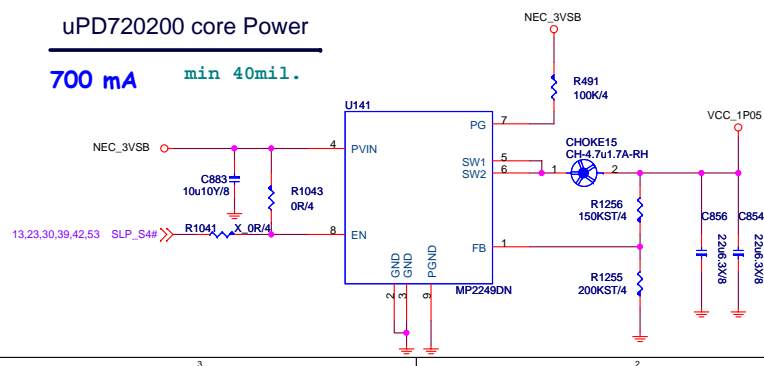 uPD720200 core Power
700 mA
min 40mil.
NEC_3VSB
R491
100K/4
U141
PG
7
VCC_1P05
CHOKE15
CH-4.7u1.7A-RH
NEC_3VSB
4
PVIN
SW1
5
SW2
6
1
2
C883
10u10Y/8
R1043
0R/4
R1256
150KST/4
C856
C854
22u6.3X/8
22u6.3X/8
13,23,30,39,42,53 SLP_S4#
R1041
X_0R/4
8
EN
FB
1
GND
GND
PGND
R1255
200KST/4
2
3
9
MP2249DN
3
2